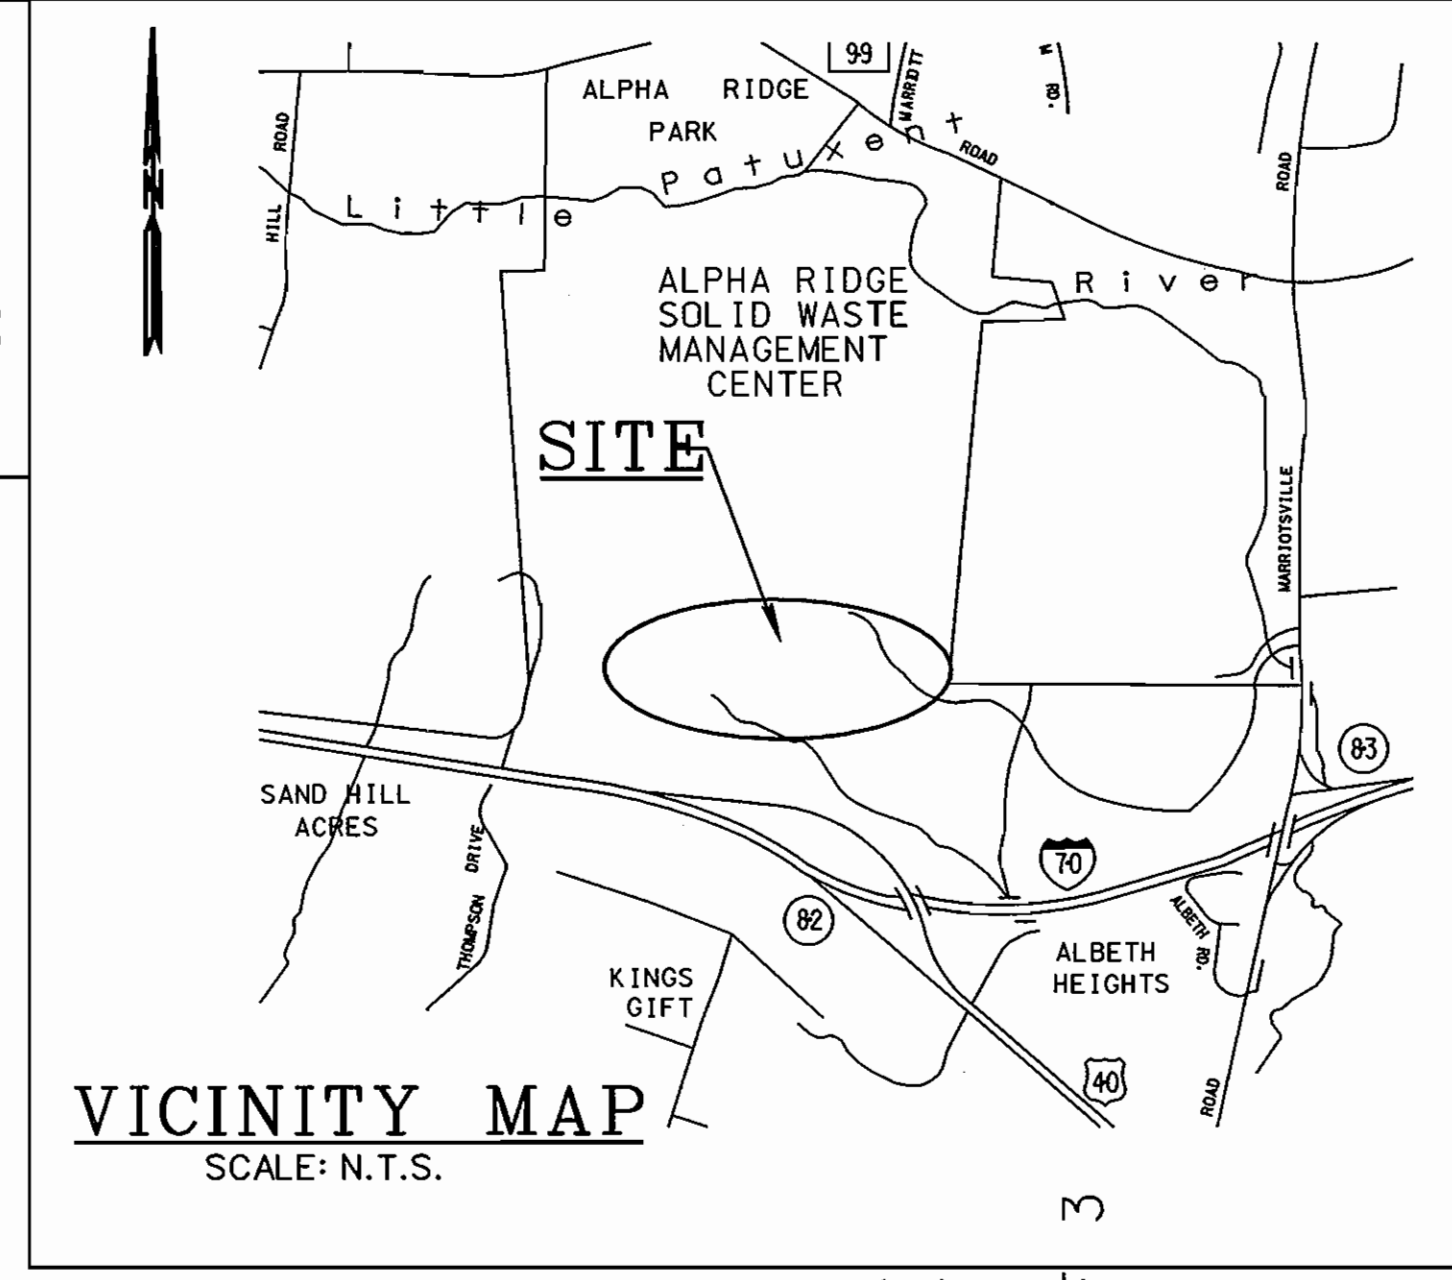 99
MARRIOTT
RD.
ALPHA RIDGE
PARK
ROAD
HILL
ROAD
ROAD
Little Patuxent River
N
ALPHA RIDGE
SOLID WASTE
MANAGEMENT
CENTER
SITE
MARRIOTSVILLE
83
SAND HILL
ACRES
THOMPSON DRIVE
70
82
ALBETH RD.
ALBETH
HEIGHTS
KINGS
GIFT
40
ROAD
VICINITY MAP
SCALE: N.T.S.
3